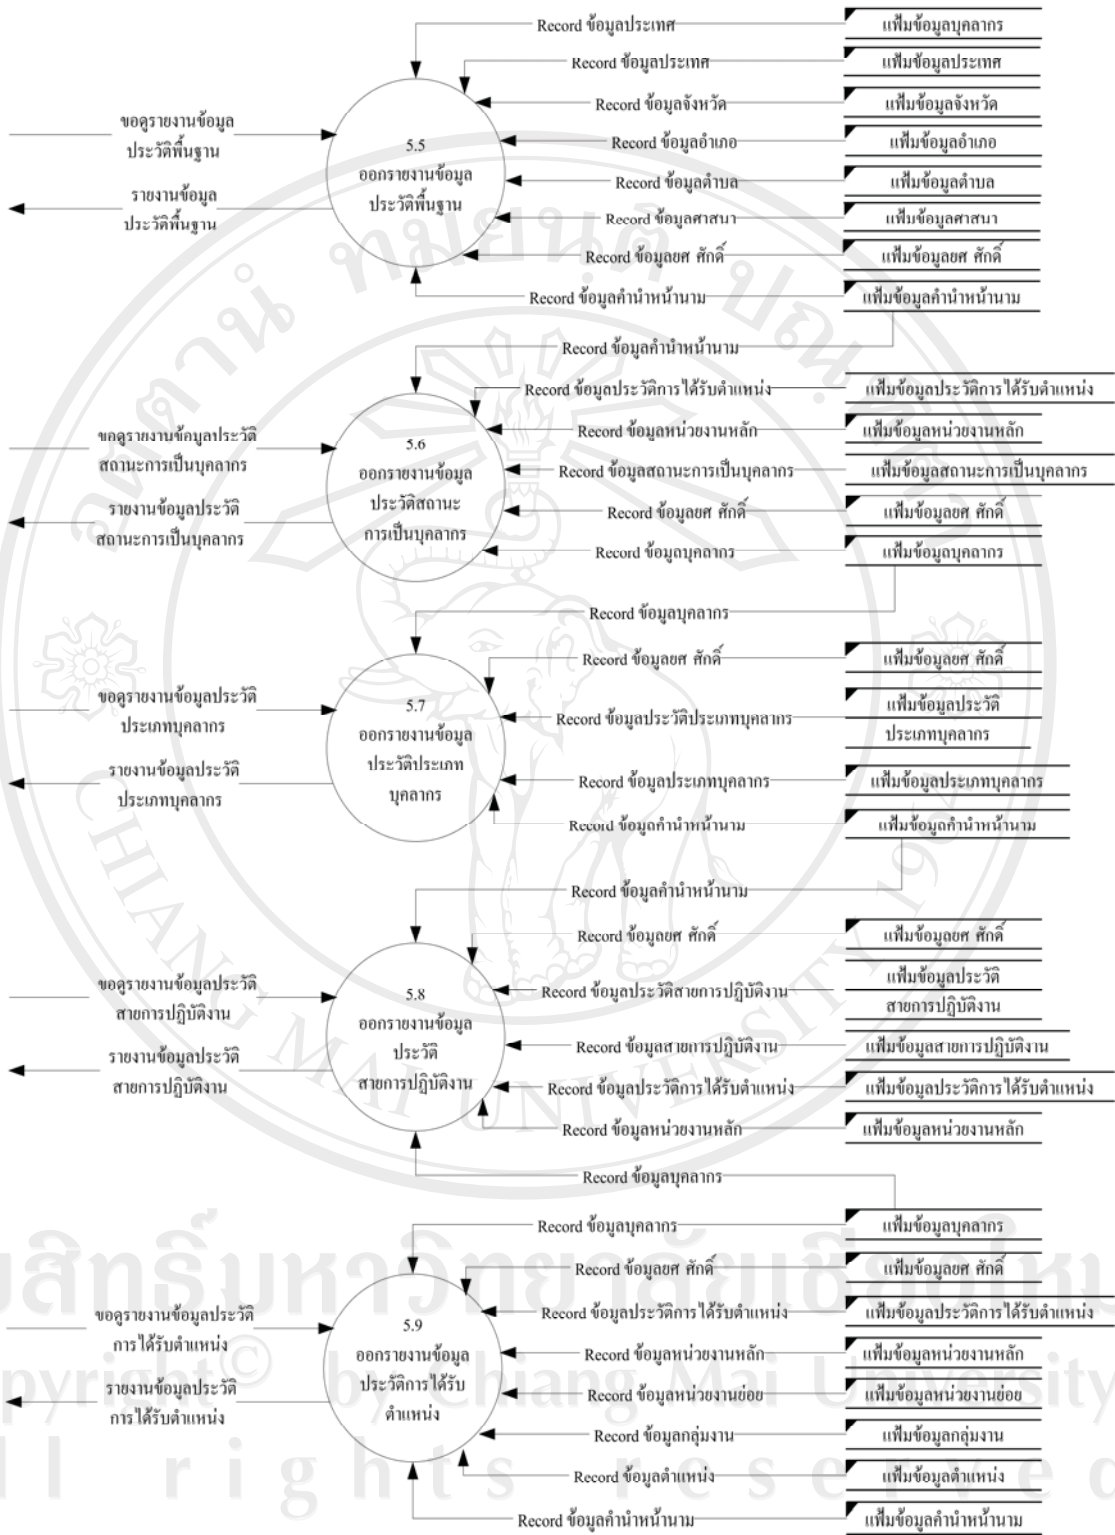 Record ข้อมูลประเทศ
แฟ้มข้อมูลบุคลากร
Record ข้อมูลประเทศ
แฟ้มข้อมูลประเทศ
Record ข้อมูลจังหวัด
แฟ้มข้อมูลจังหวัด
ขอดูรายงานข้อมูล
ประวัติพื้นฐาน
รายงานข้อมูล
ประวัติพื้นฐาน
5.5
ออกรายงานข้อมูล
ประวัติพื้นฐาน
Record ข้อมูลอำเภอ
แฟ้มข้อมูลอำเภอ
Record ข้อมูลตำบล
แฟ้มข้อมูลตำบล
Record ข้อมูลศาสนา
แฟ้มข้อมูลศาสนา
Record ข้อมูลยศ ศักดิ์
แฟ้มข้อมูลยศ ศักดิ์
Record ข้อมูลคำนำหน้านาม
แฟ้มข้อมูลคำนำหน้านาม
Record ข้อมูลคำนำหน้านาม
Record ข้อมูลประวัติการได้รับตำแหน่ง
แฟ้มข้อมูลประวัติการได้รับตำแหน่ง
ขอดูรายงานข้อมูลประวัติ
สถานะการเป็นบุคลากร
รายงานข้อมูลประวัติ
สถานะการเป็นบุคลากร
5.6
ออกรายงานข้อมูล
ประวัติสถานะ
การเป็นบุคลากร
Record ข้อมูลหน่วยงานหลัก
แฟ้มข้อมูลหน่วยงานหลัก
Record ข้อมูลสถานะการเป็นบุคลากร
แฟ้มข้อมูลสถานะการเป็นบุคลากร
Record ข้อมูลยศ ศักดิ์
แฟ้มข้อมูลยศ ศักดิ์
Record ข้อมูลบุคลากร
แฟ้มข้อมูลบุคลากร
Record ข้อมูลบุคลากร
Record ข้อมูลยศ ศักดิ์
แฟ้มข้อมูลยศ ศักดิ์
ขอดูรายงานข้อมูลประวัติ
ประเภทบุคลากร
รายงานข้อมูลประวัติ
ประเภทบุคลากร
5.7
ออกรายงานข้อมูล
ประวัติประเภท
บุคลากร
Record ข้อมูลประวัติประเภทบุคลากร
แฟ้มข้อมูลประวัติ
ประเภทบุคลากร
Record ข้อมูลประเภทบุคลากร
แฟ้มข้อมูลประเภทบุคลากร
Record ข้อมูลคำนำหน้านาม
แฟ้มข้อมูลคำนำหน้านาม
Record ข้อมูลคำนำหน้านาม
Record ข้อมูลยศ ศักดิ์
แฟ้มข้อมูลยศ ศักดิ์
ขอดูรายงานข้อมูลประวัติ
สายการปฏิบัติงาน
รายงานข้อมูลประวัติ
สายการปฏิบัติงาน
5.8
ออกรายงานข้อมูล
ประวัติ
สายการปฏิบัติงาน
Record ข้อมูลประวัติสายการปฏิบัติงาน
แฟ้มข้อมูลประวัติ
สายการปฏิบัติงาน
Record ข้อมูลสายการปฏิบัติงาน
แฟ้มข้อมูลสายการปฏิบัติงาน
Record ข้อมูลประวัติการได้รับตำแหน่ง
แฟ้มข้อมูลประวัติการได้รับตำแหน่ง
Record ข้อมูลหน่วยงานหลัก
แฟ้มข้อมูลหน่วยงานหลัก
Record ข้อมูลบุคลากร
Record ข้อมูลบุคลากร
แฟ้มข้อมูลบุคลากร
Record ข้อมูลยศ ศักดิ์
แฟ้มข้อมูลยศ ศักดิ์
ขอดูรายงานข้อมูลประวัติ
การได้รับตำแหน่ง
รายงานข้อมูลประวัติ
การได้รับตำแหน่ง
5.9
ออกรายงานข้อมูล
ประวัติการได้รับ
ตำแหน่ง
Record ข้อมูลประวัติการได้รับตำแหน่ง
แฟ้มข้อมูลประวัติการได้รับตำแหน่ง
Record ข้อมูลหน่วยงานหลัก
แฟ้มข้อมูลหน่วยงานหลัก
Record ข้อมูลหน่วยงานย่อย
แฟ้มข้อมูลหน่วยงานย่อย
Record ข้อมูลกลุ่มงาน
แฟ้มข้อมูลกลุ่มงาน
Record ข้อมูลตำแหน่ง
แฟ้มข้อมูลตำแหน่ง
Record ข้อมูลคำนำหน้านาม
แฟ้มข้อมูลคำนำหน้านาม
CHIANG MAI UNIVERSITY
by Chiang Mai University
rights reserved